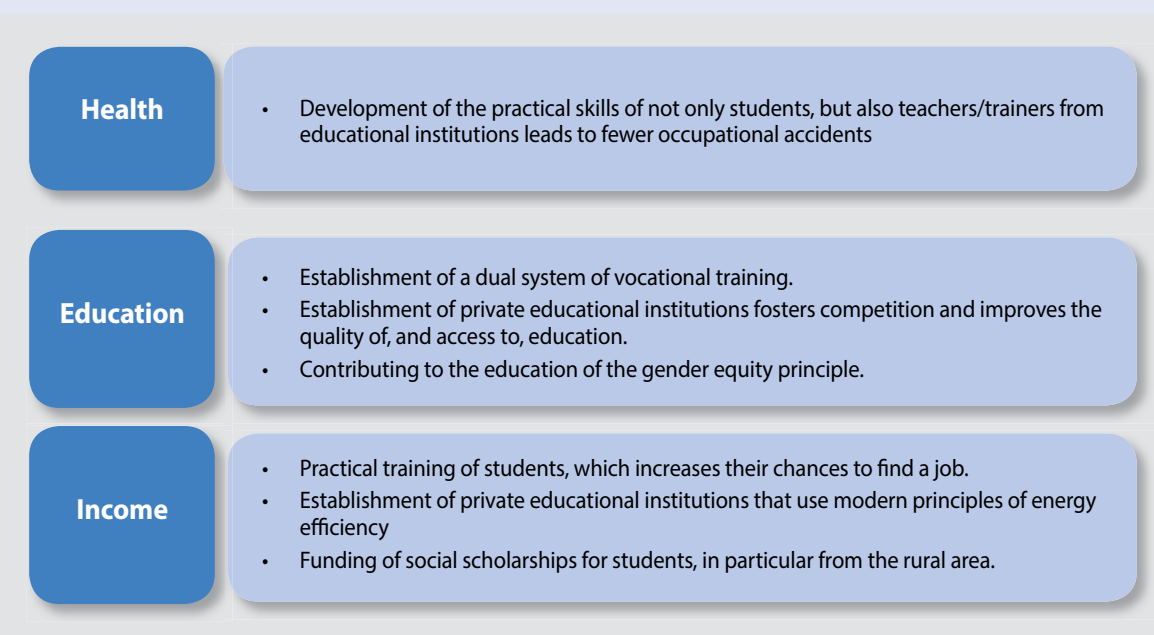 Health
• Development of the practical skills of not only students, but also teachers/trainers from
educational institutions leads to fewer occupational accidents
Education
• Establishment of a dual system of vocational training.
• Establishment of private educational institutions fosters competition and improves the
quality of, and access to, education.
• Contributing to the education of the gender equity principle.
Income
• Practical training of students, which increases their chances to find a job.
• Establishment of private educational institutions that use modern principles of energy
efficiency
• Funding of social scholarships for students, in particular from the rural area.